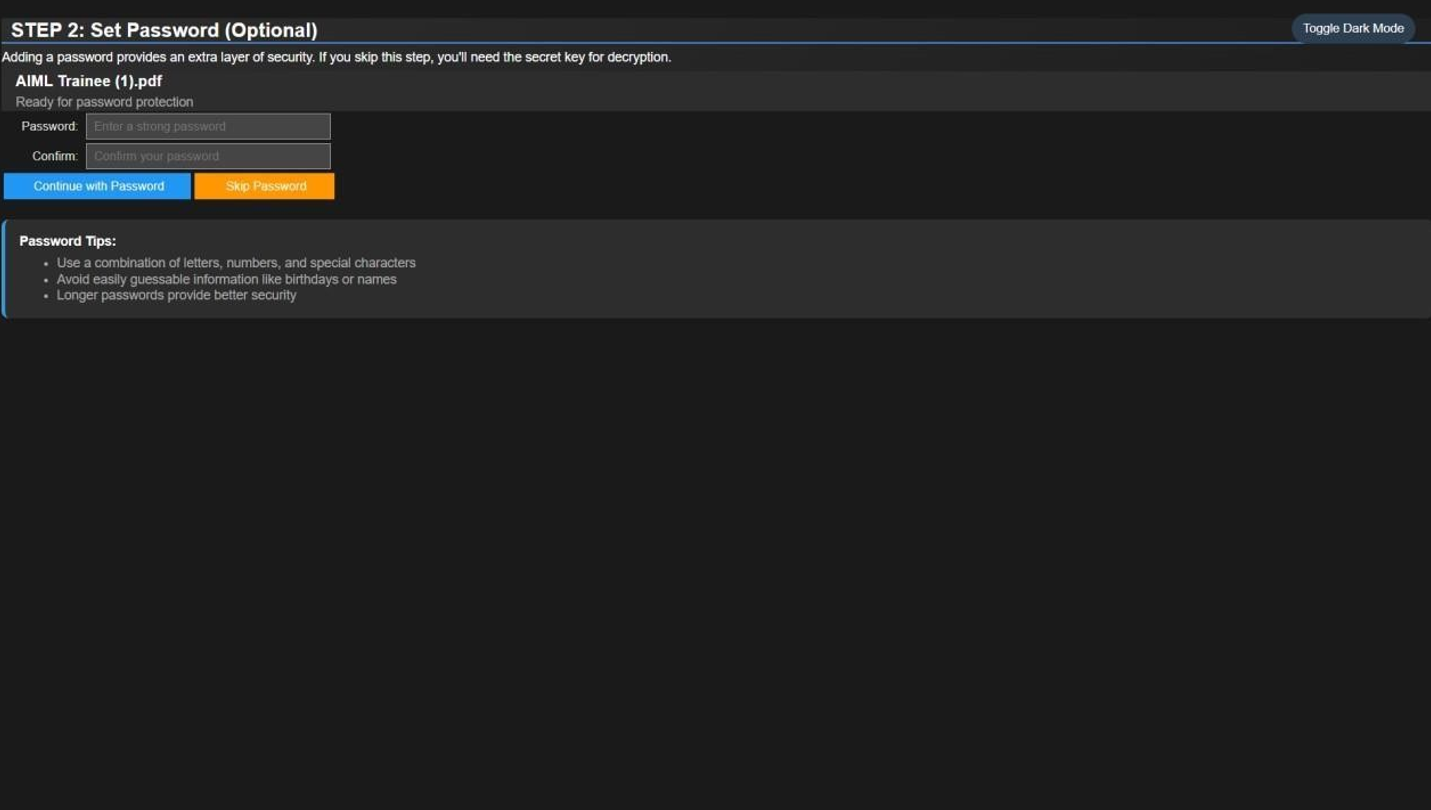 STEP 2: Set Password (Optional)
Toggle Dark Mode
Adding a password provides an extra layer of security. If you skip this step, you'll need the secret key for decryption.
AIML Trainee (1).pdf
Ready for password protection
Password: Enter a strong password
Confirm: Confirm your password
Continue with Password Skip Password
Password Tips:
• Use a combination of letters, numbers, and special characters
• Avoid easily guessable information like birthdays or names
• Longer passwords provide better security